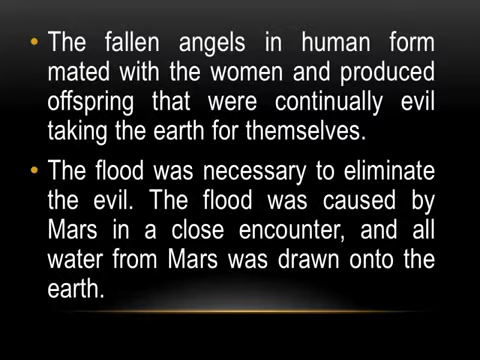 • The fallen angels in human form
mated with the women and produced
offspring that were continually evil
taking the earth for themselves.
• The flood was necessary to eliminate
the evil. The flood was caused by
Mars in a close encounter, and all
water from Mars was drawn onto the
earth.